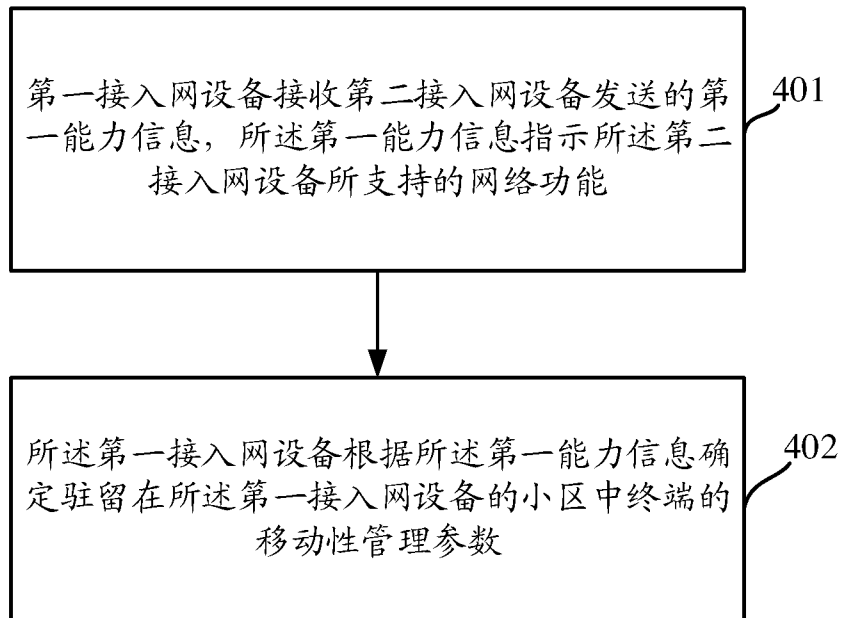 第一接入网设备接收第二接入网设备发送的第
一能力信息，所述第一能力信息指示所述第二
接入网设备所支持的网络功能
401
所述第一接入网设备根据所述第一能力信息确
定驻留在所述第一接入网设备的小区中终端的
移动性管理参数
402